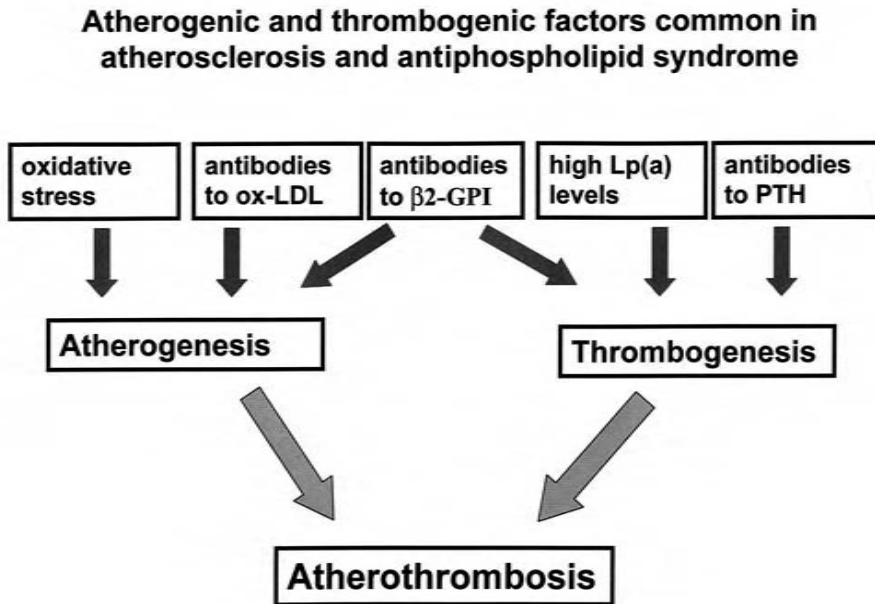 Atherogenic and thrombogenic factors common in
atherosclerosis and antiphospholipid syndrome
oxidative
stress
antibodies
to ox-LDL
antibodies
to β2-GPI
high Lp(a)
levels
antibodies
to PTH
Atherogenesis
Thrombogenesis
Atherothrombosis